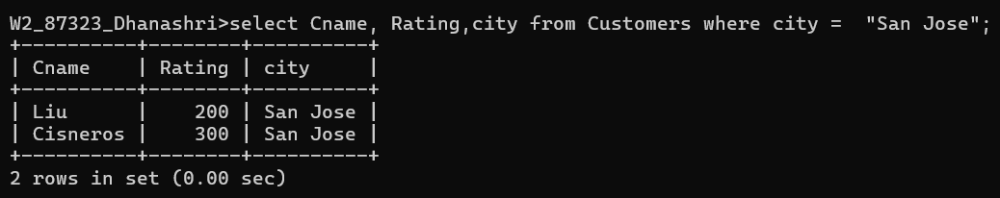 W2_87323_Dhanashri>select Cname, Rating,city from Customers where city =  "San Jose";
+----------+--------+----------+
| Cname    | Rating | city     |
+----------+--------+----------+
| Liu      |    200 | San Jose |
| Cisneros |    300 | San Jose |
+----------+--------+----------+
2 rows in set (0.00 sec)